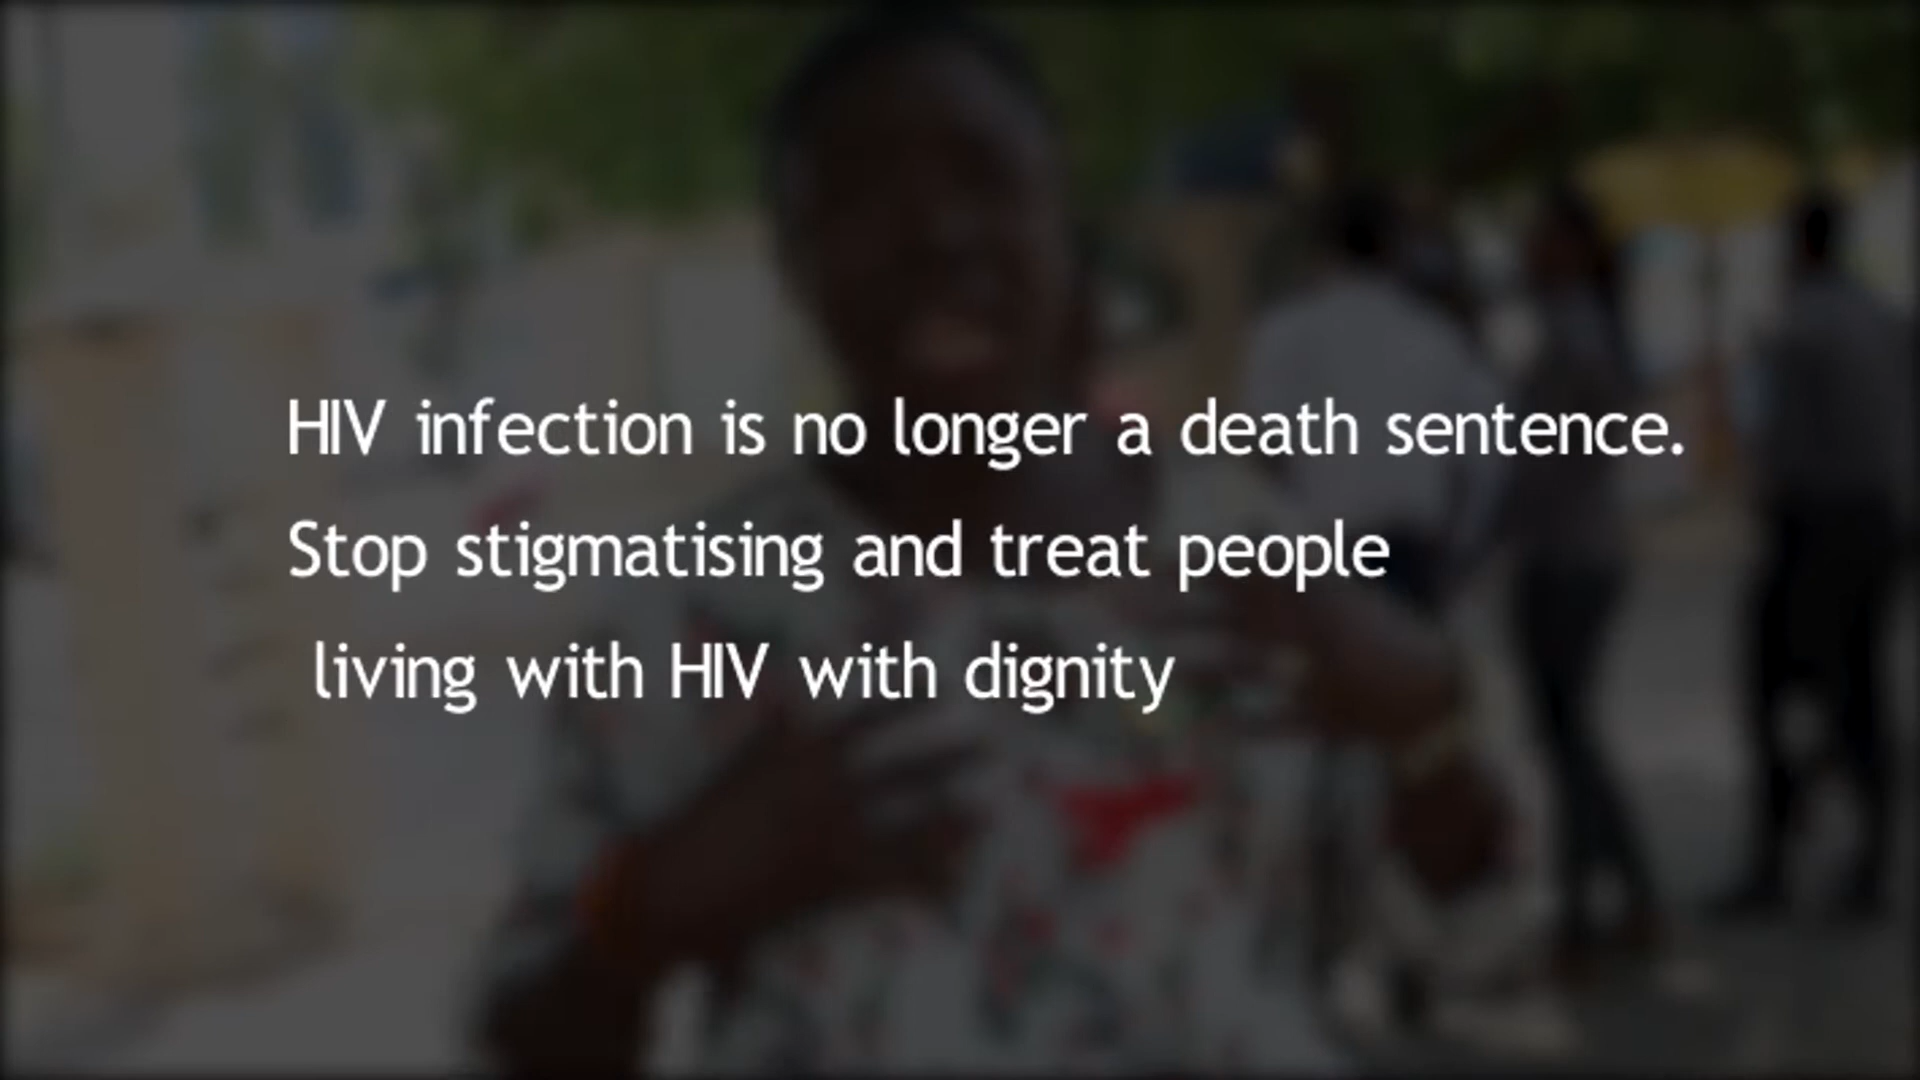 HIV infection is no longer a death sentence.
Stop stigmatising and treat people
living with HIV with dignity